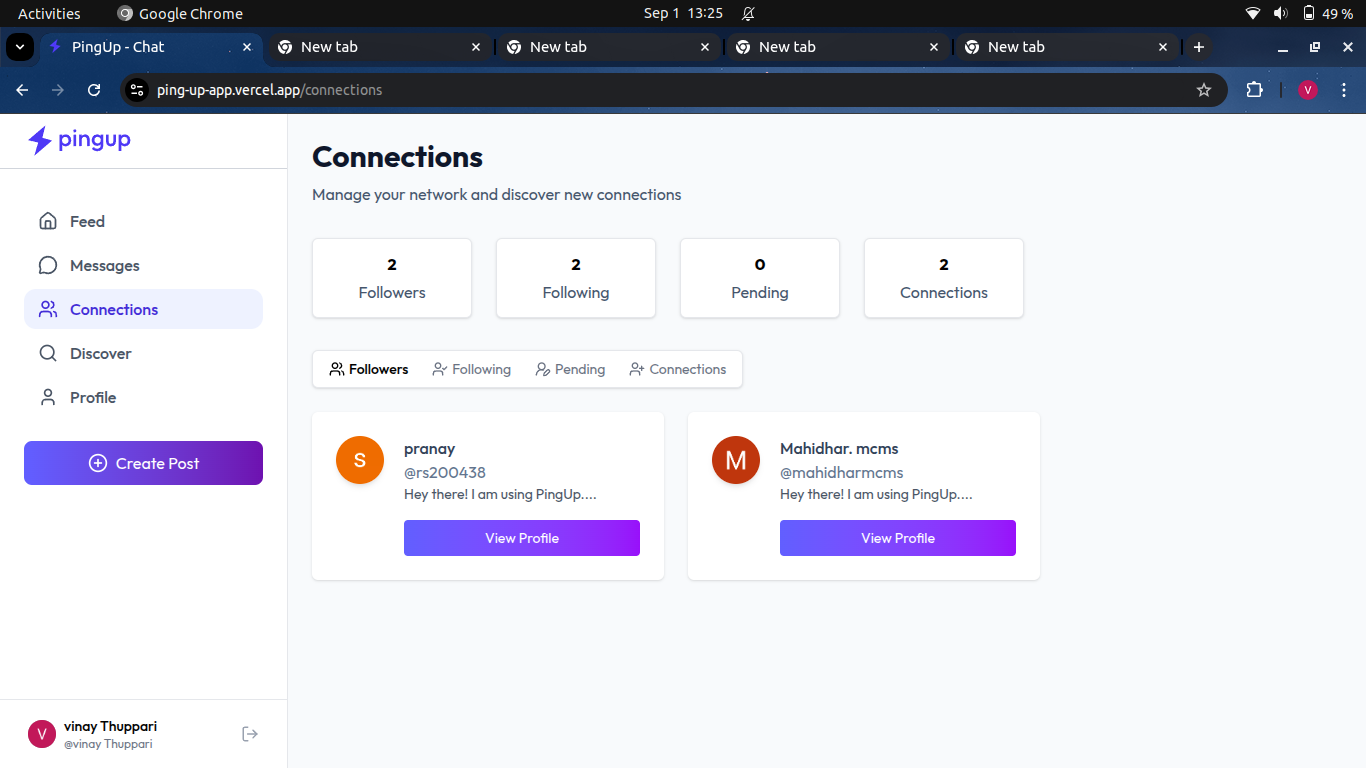 Activities
Google Chrome
Sep 1 13:25
49 %
PingUp - Chat
New tab
New tab
New tab
New tab
ping-up-app.vercel.app/connections
V
pingup
Feed
Messages
Connections
Discover
Profile
Create Post
V
vinay Thuppari
@vinay Thuppari
Connections
Manage your network and discover new connections
2
Followers
2
Following
0
Pending
2
Connections
Followers
Following
Pending
Connections
S
pranay
@rs200438
Hey there! I am using PingUp....
View Profile
M
Mahidhar. mcms
@mahidharmcms
Hey there! I am using PingUp....
View Profile